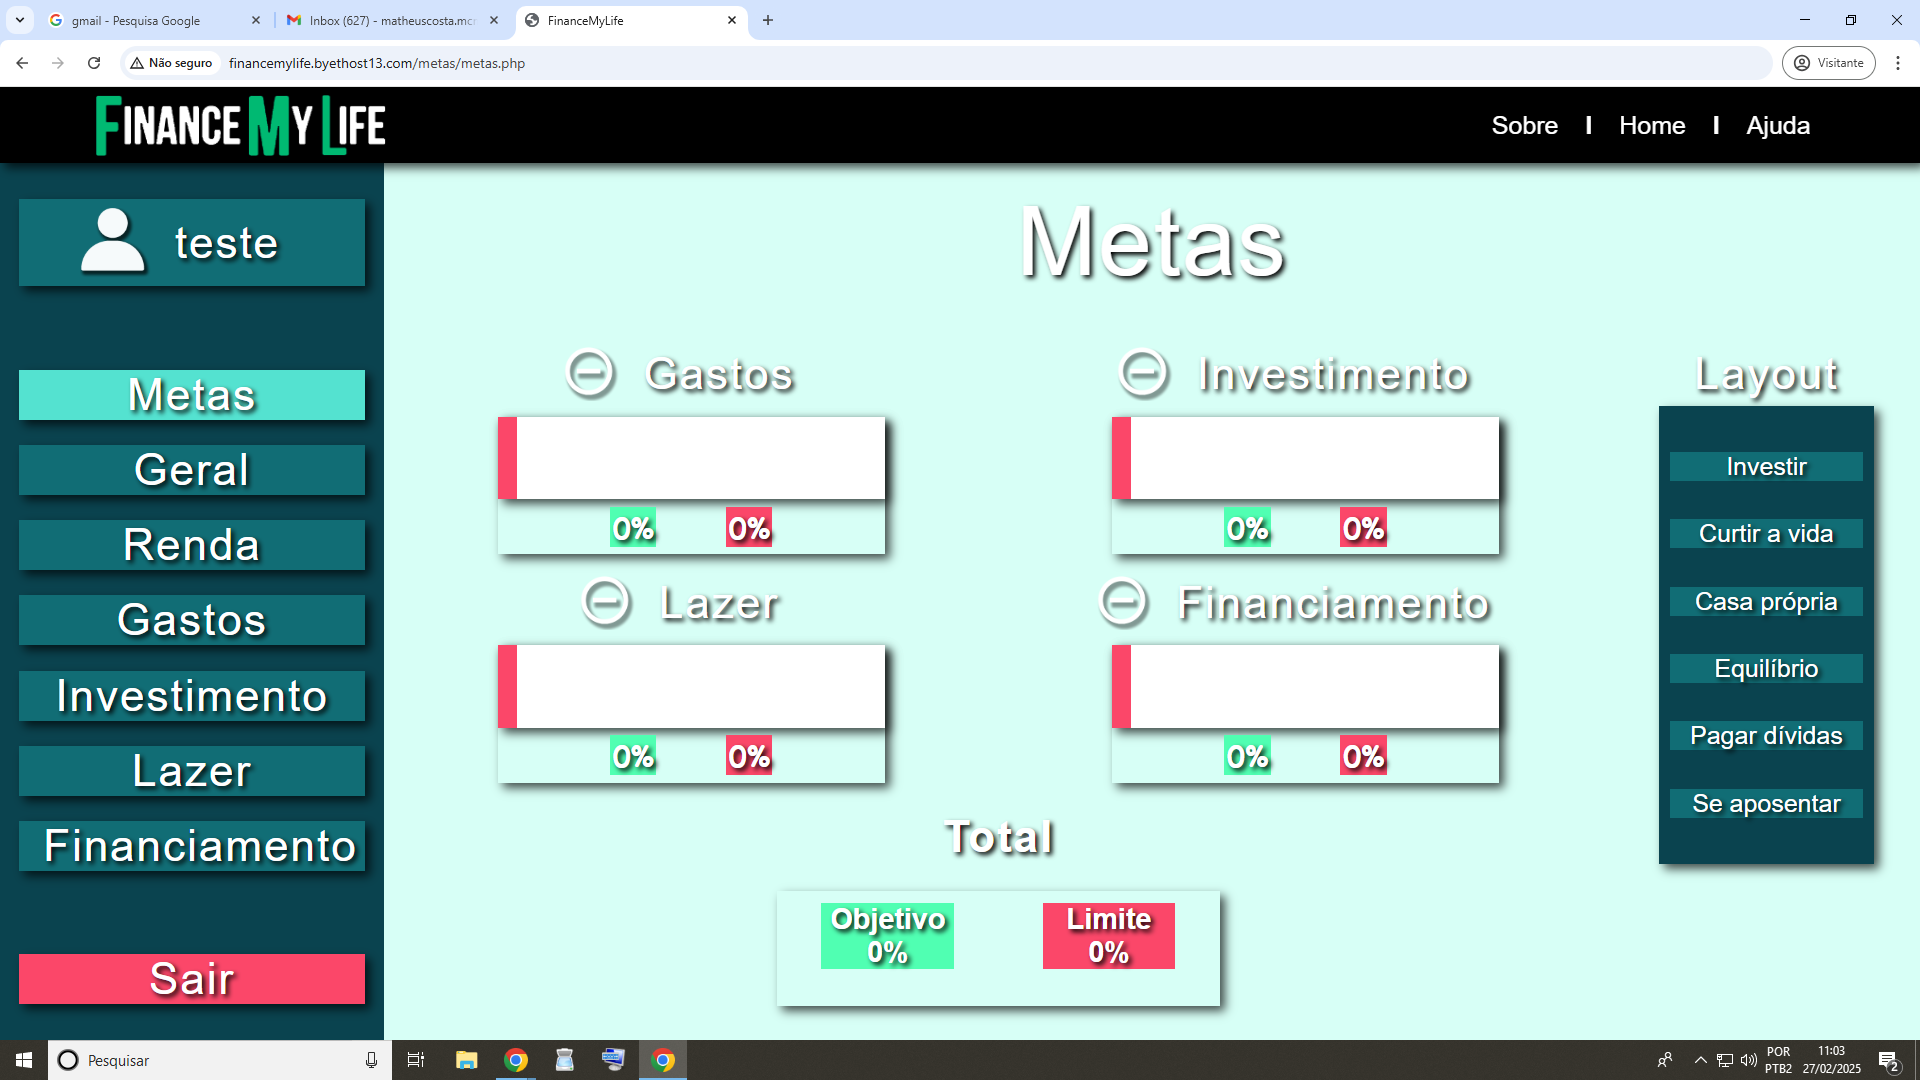 gmail - Pesquisa Google
Inbox (627) - matheuscosta.mc
FinanceMyLife
Não seguro
financemylife.byethost13.com/metas/metas.php
Visitante
FINANCE MY LIFE
Sobre I Home I Ajuda
teste
Metas
Geral
Renda
Gastos
Investimento
Lazer
Financiamento
Sair
Metas
Gastos
0% 0%
Investimento
0% 0%
Lazer
0% 0%
Financiamento
0% 0%
Total
Objetivo
0%
Limite
0%
Layout
Investir
Curtir a vida
Casa própria
Equilíbrio
Pagar dívidas
Se aposentar
Pesquisar
POR
PTB2
11:03
27/02/2025
2